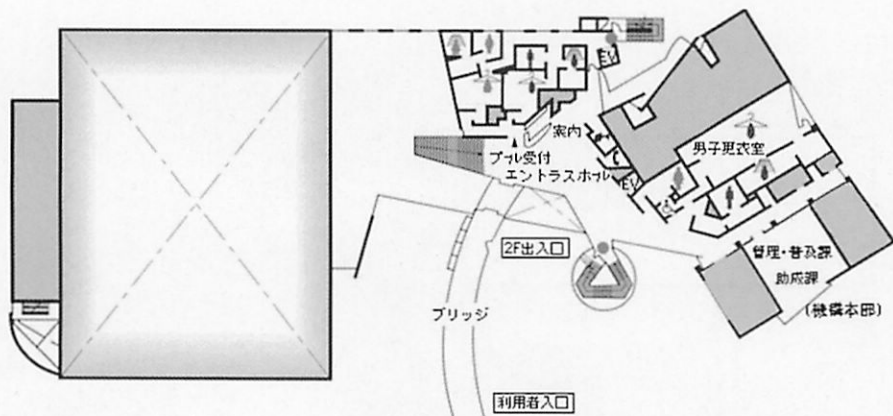 EV
案内
プール受付
エントラスホール
EV
男子更衣室
2F出入口
管理・普及課
助成課
(機構本部)
ブリッジ
利用者入口